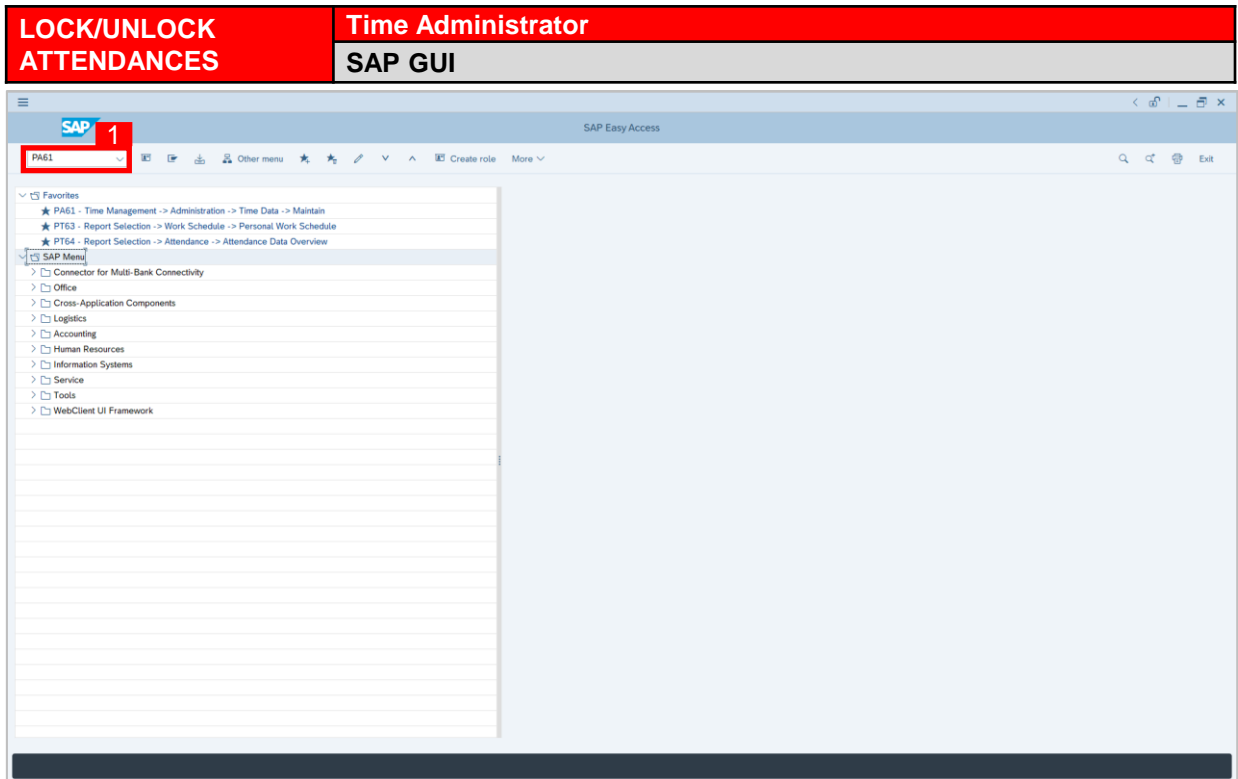 LOCK/UNLOCK
ATTENDANCES
Time Administrator
SAP GUI
SAP
SAP Easy Access
1
PA61
Other menu
Create role
More
Exit
Favorites
PA61 - Time Management -> Administration -> Time Data -> Maintain
PT63 - Report Selection -> Work Schedule -> Personal Work Schedule
PT64 - Report Selection -> Attendance -> Attendance Data Overview
SAP Menu
Connector for Multi-Bank Connectivity
Office
Cross-Application Components
Logistics
Accounting
Human Resources
Information Systems
Service
Tools
WebClient UI Framework